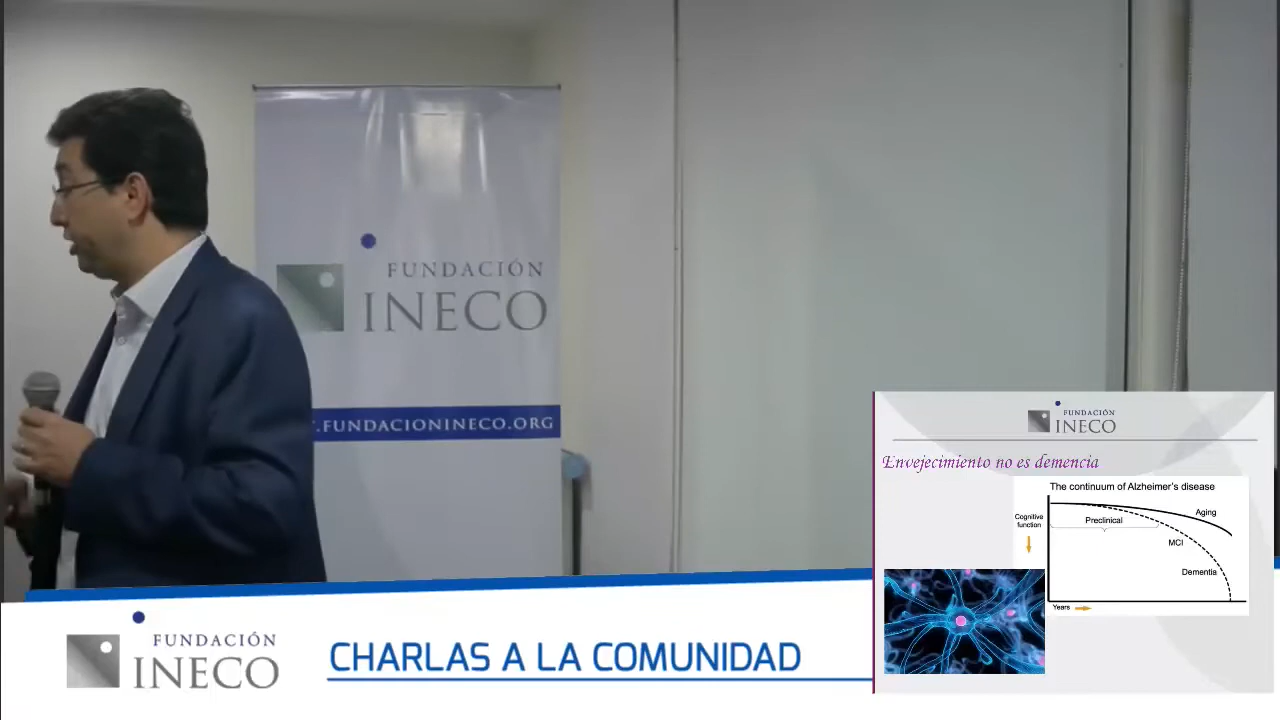 FUNDACIÓN
INECO
.FUNDACIONINECO.ORG
FUNDACIÓN
INECO
Envejecimiento no es demencia
The continuum of Alzheimer's disease
Cognitive
function
Aging
Preclinical
MCI
Dementia
Years
FUNDACIÓN
INECO
CHARLAS A LA COMUNIDAD